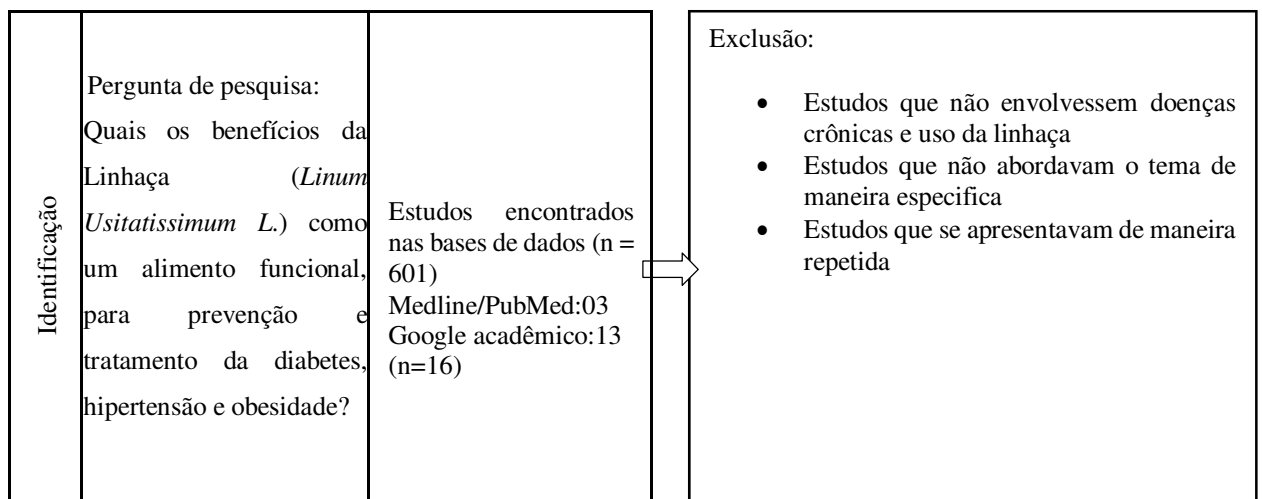 Identificação
Pergunta de pesquisa:
Quais os benefícios da
Linhaça (Linum
Usitatissimum L.) como
um alimento funcional,
para prevenção e
tratamento da diabetes,
hipertensão e obesidade?
Estudos encontrados
nas bases de dados (n =
601)
Medline/PubMed:03
Google acadêmico:13
(n=16)
Exclusão:
• Estudos que não envolvessem doenças
crônicas e uso da linhaça
• Estudos que não abordavam o tema de
maneira especifica
• Estudos que se apresentavam de maneira
repetida